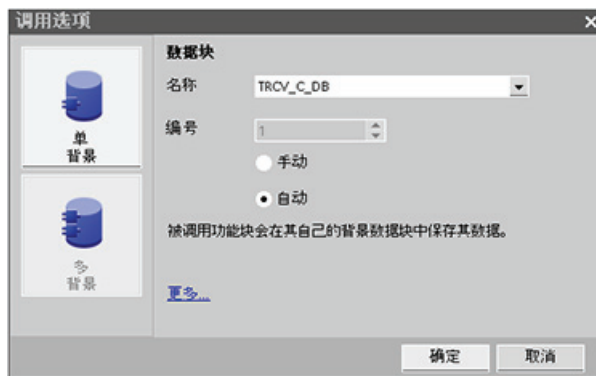 调用选项
单
背景
多
背景
数据块
名称 TRCV_C_DB
编号 1
手动
自动
被调用功能块会在其自己的背景数据块中保存其数据。
更多...
确定 取消